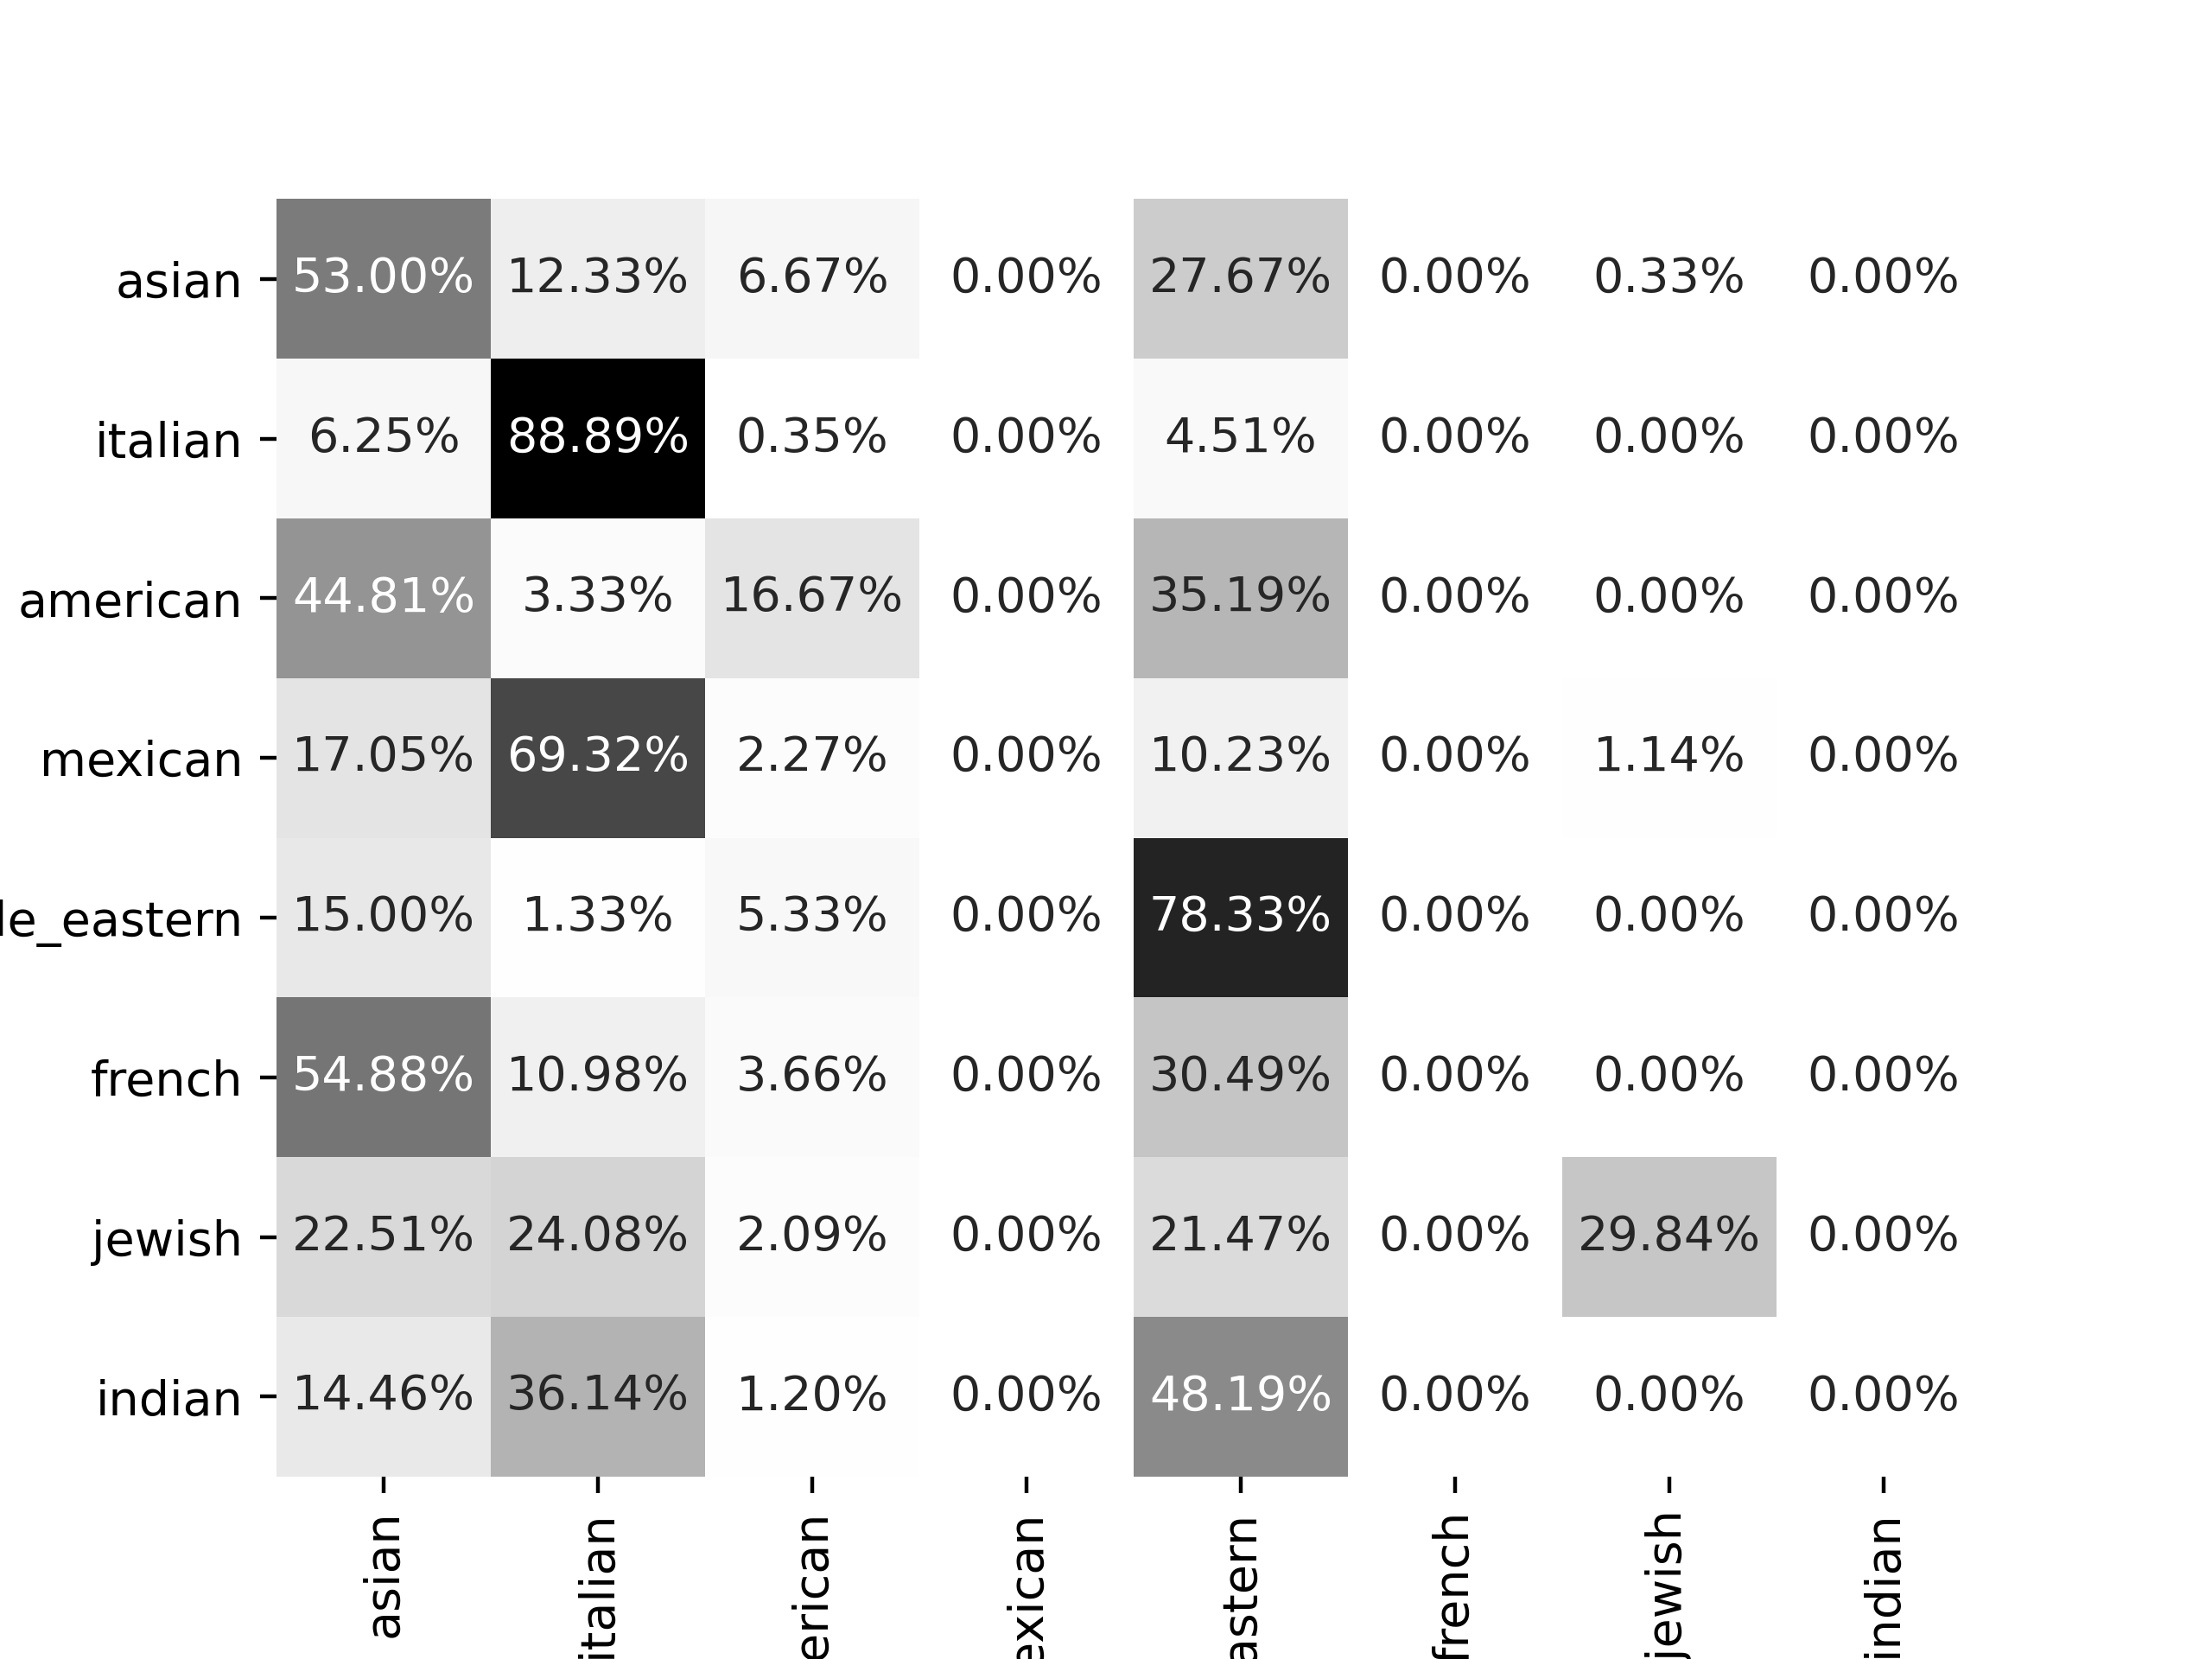 asian 53.00% 12.33% 6.67% 0.00% 27.67% 0.00% 0.33% 0.00%
italian 6.25% 88.89% 0.35% 0.00% 4.51% 0.00% 0.00% 0.00%
american 44.81% 3.33% 16.67% 0.00% 35.19% 0.00% 0.00% 0.00%
mexican 17.05% 69.32% 2.27% 0.00% 10.23% 0.00% 1.14% 0.00%
le_eastern 15.00% 1.33% 5.33% 0.00% 78.33% 0.00% 0.00% 0.00%
french 54.88% 10.98% 3.66% 0.00% 30.49% 0.00% 0.00% 0.00%
jewish 22.51% 24.08% 2.09% 0.00% 21.47% 0.00% 29.84% 0.00%
indian 14.46% 36.14% 1.20% 0.00% 48.19% 0.00% 0.00% 0.00%
asian italian erican exican astern french jewish indian